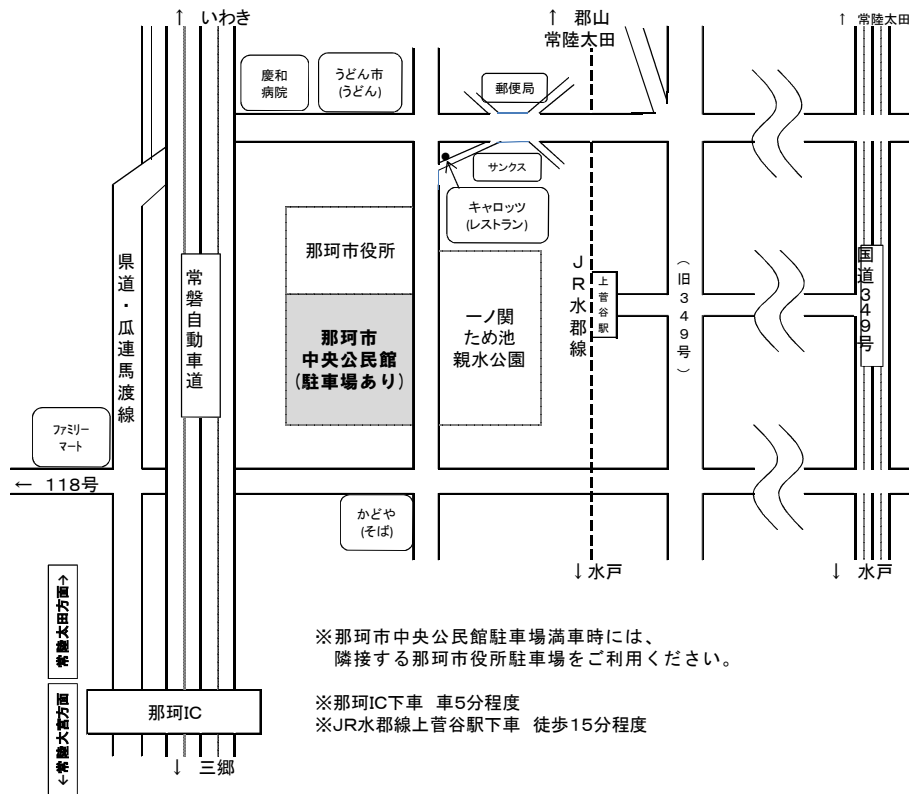 ↑ いわき
↑ 郡山
常陸太田
↑ 常陸太田
慶和
病院
うどん市
(うどん)
郵便局
サンクス
キャロッツ
(レストラン)
県道・瓜連馬渡線
常磐自動車道
那珂市役所
那珂市
中央公民館
(駐車場あり)
一ノ関
ため池
親水公園
JR水郡線
上菅谷駅
(旧349号)
国道349号
ファミリー
マート
← 118号
かどや
(そば)
↓水戸
↓ 水戸
常陸太田方面→
←常陸大宮方面
那珂IC
↓ 三郷
※那珂市中央公民館駐車場満車時には、
隣接する那珂市役所駐車場をご利用ください。
※那珂IC下車 車5分程度
※JR水郡線上菅谷駅下車 徒歩15分程度